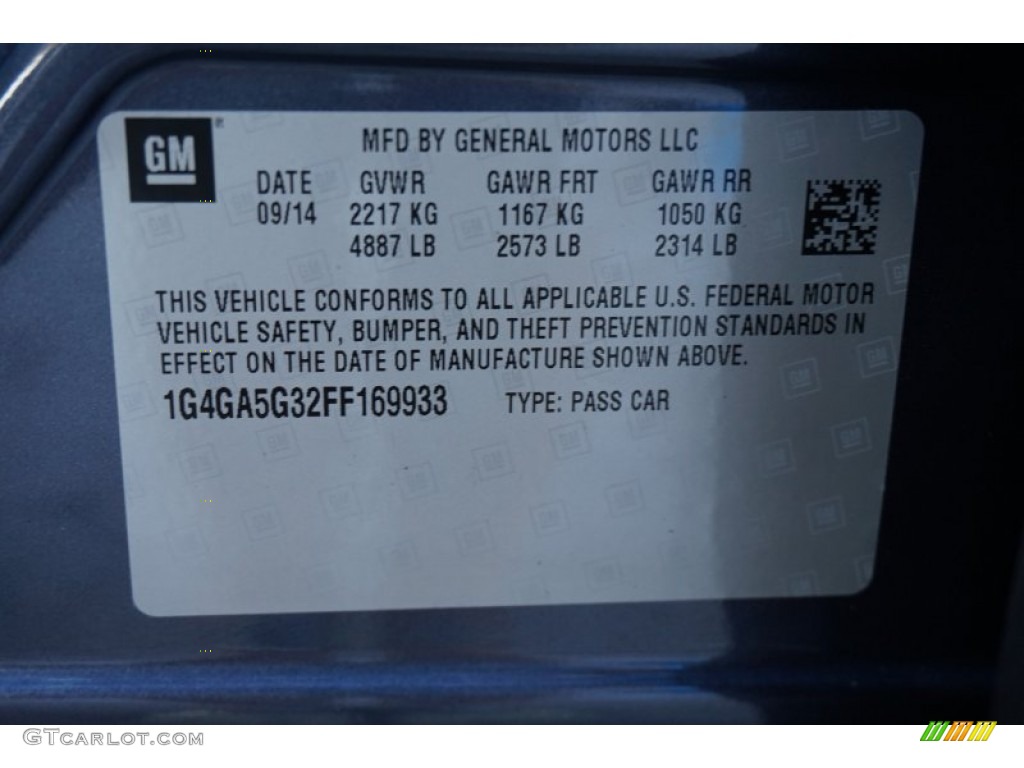 GM
MFD BY GENERAL MOTORS LLC
DATE GVWR GAWR FRT GAWR RR
09/14 2217 KG 1167 KG 1050 KG
4887 LB 2573 LB 2314 LB
THIS VEHICLE CONFORMS TO ALL APPLICABLE U.S. FEDERAL MOTOR
VEHICLE SAFETY, BUMPER, AND THEFT PREVENTION STANDARDS IN
EFFECT ON THE DATE OF MANUFACTURE SHOWN ABOVE.
1G4GA5G32FF169933 TYPE: PASS CAR
GTCarlot.com